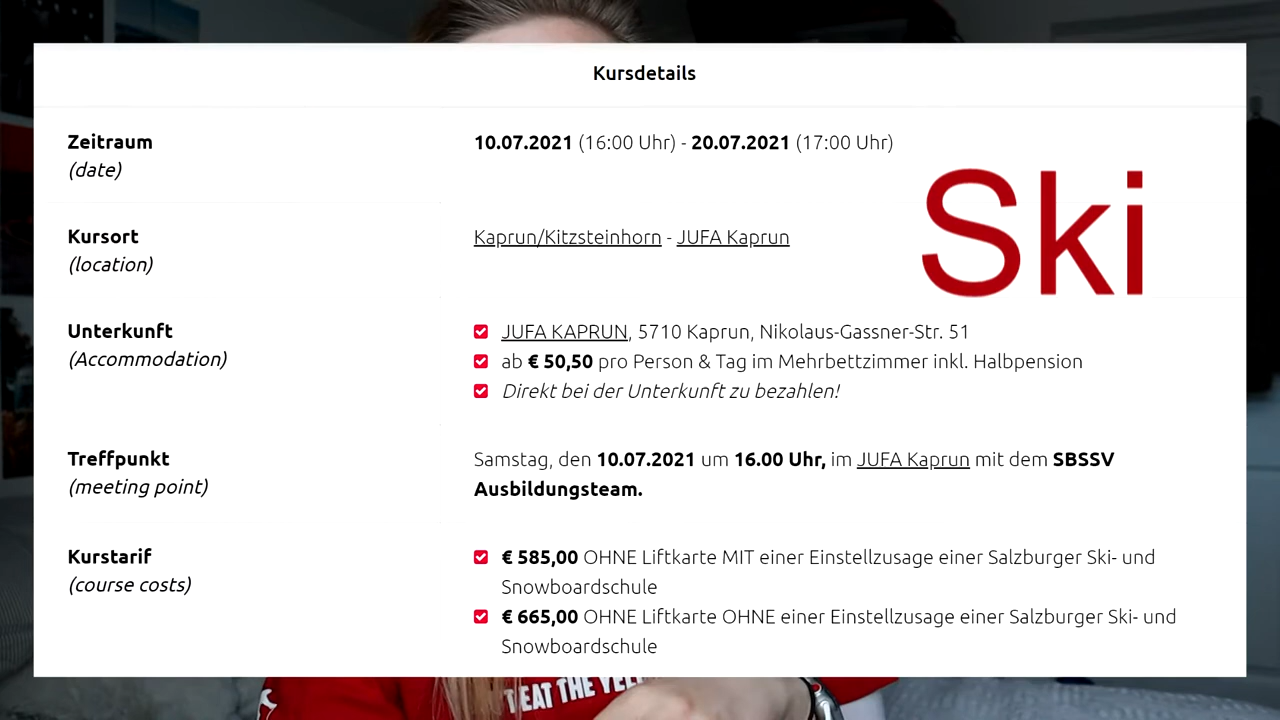 Kursdetails
Zeitraum
(date)
10.07.2021 (16:00 Uhr) - 20.07.2021 (17:00 Uhr)
Ski
Kursort
(location)
Kaprun/Kitzsteinhorn - JUFA Kaprun
Unterkunft
(Accommodation)
JUFA KAPRUN, 5710 Kaprun, Nikolaus-Gassner-Str. 51
ab € 50,50 pro Person & Tag im Mehrbettzimmer inkl. Halbpension
Direkt bei der Unterkunft zu bezahlen!
Treffpunkt
(meeting point)
Samstag, den 10.07.2021 um 16.00 Uhr, im JUFA Kaprun mit dem SBSSV
Ausbildungsteam.
Kurstarif
(course costs)
€ 585,00 OHNE Liftkarte MIT einer Einstellzusage einer Salzburger Ski- und
Snowboardschule
€ 665,00 OHNE Liftkarte OHNE einer Einstellzusage einer Salzburger Ski- und
Snowboardschule
EAT THE